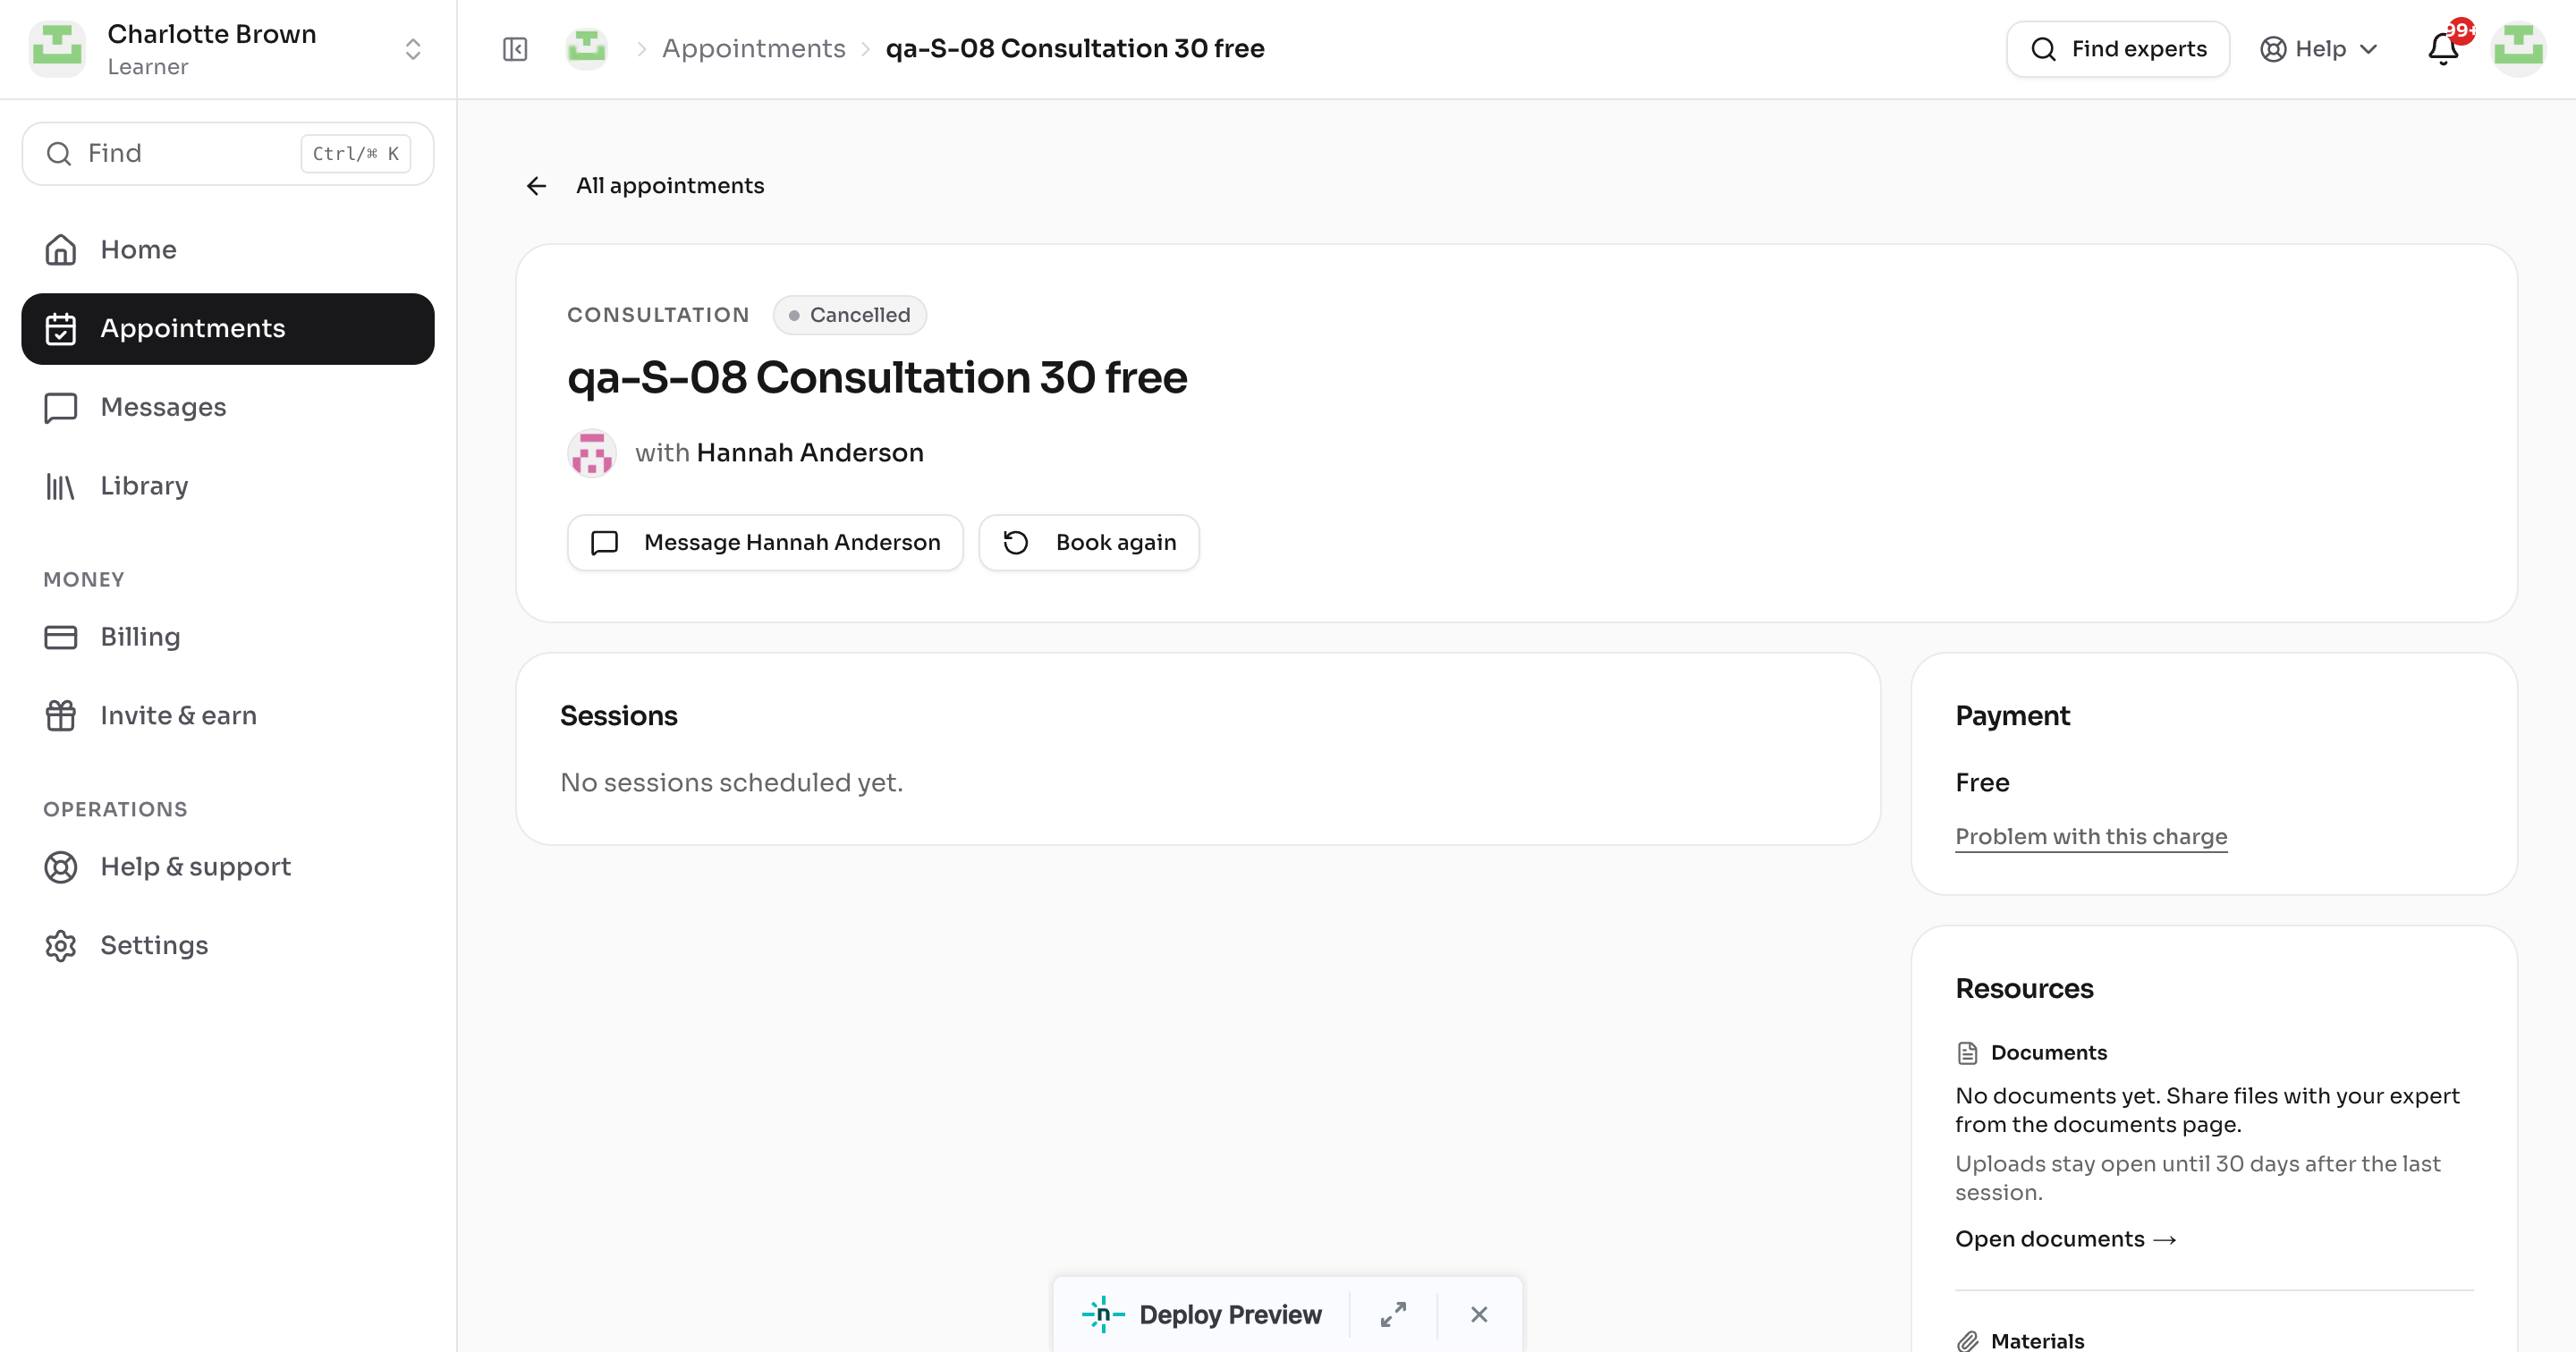 Charlotte Brown
Learner
Appointments
qa-S-08 Consultation 30 free
Find experts
Help
99+
Find
Ctrl/⌘ K
Home
Appointments
Messages
Library
MONEY
Billing
Invite & earn
OPERATIONS
Help & support
Settings
All appointments
CONSULTATION
Cancelled
qa-S-08 Consultation 30 free
with Hannah Anderson
Message Hannah Anderson
Book again
Sessions
No sessions scheduled yet.
Payment
Free
Problem with this charge
Resources
Documents
No documents yet. Share files with your expert
from the documents page.
Uploads stay open until 30 days after the last
session.
Open documents →
Materials
Deploy Preview